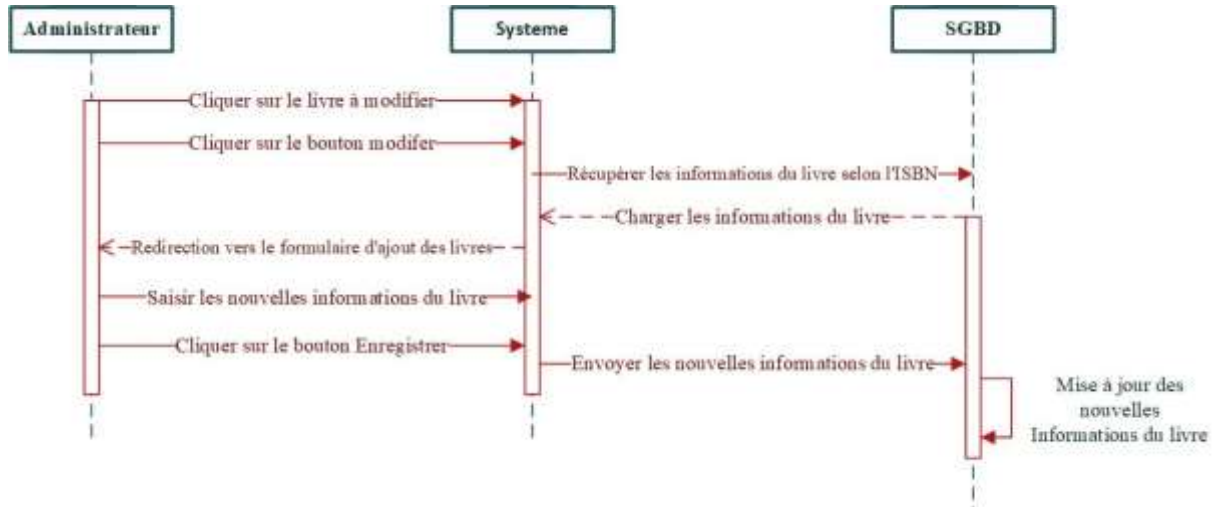 Administrateur
Systeme
SGBD
Cliquer sur le livre à modifier
Cliquer sur le bouton modifer
Récupérer les informations du livre selon l'ISBN
Charger les informations du livre
Redirection vers le formulaire d'ajout des livres
Saisir les nouvelles informations du livre
Cliquer sur le bouton Enregistrer
Envoyer les nouvelles informations du livre
Mise à jour des
nouvelles
Informations du livre